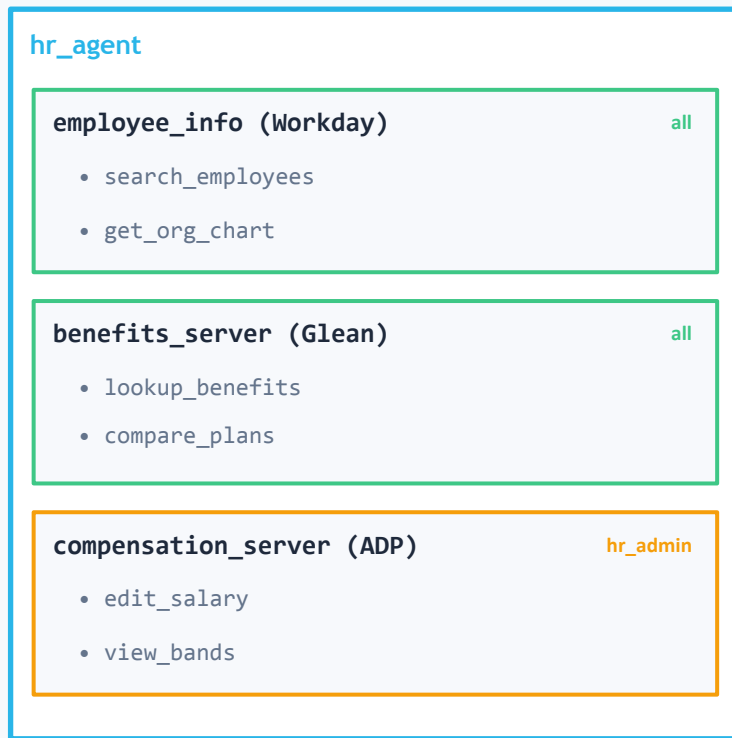 hr_agent
employee_info (Workday) all
• search_employees
• get_org_chart
benefits_server (Glean) all
• lookup_benefits
• compare_plans
compensation_server (ADP) hr_admin
• edit_salary
• view_bands